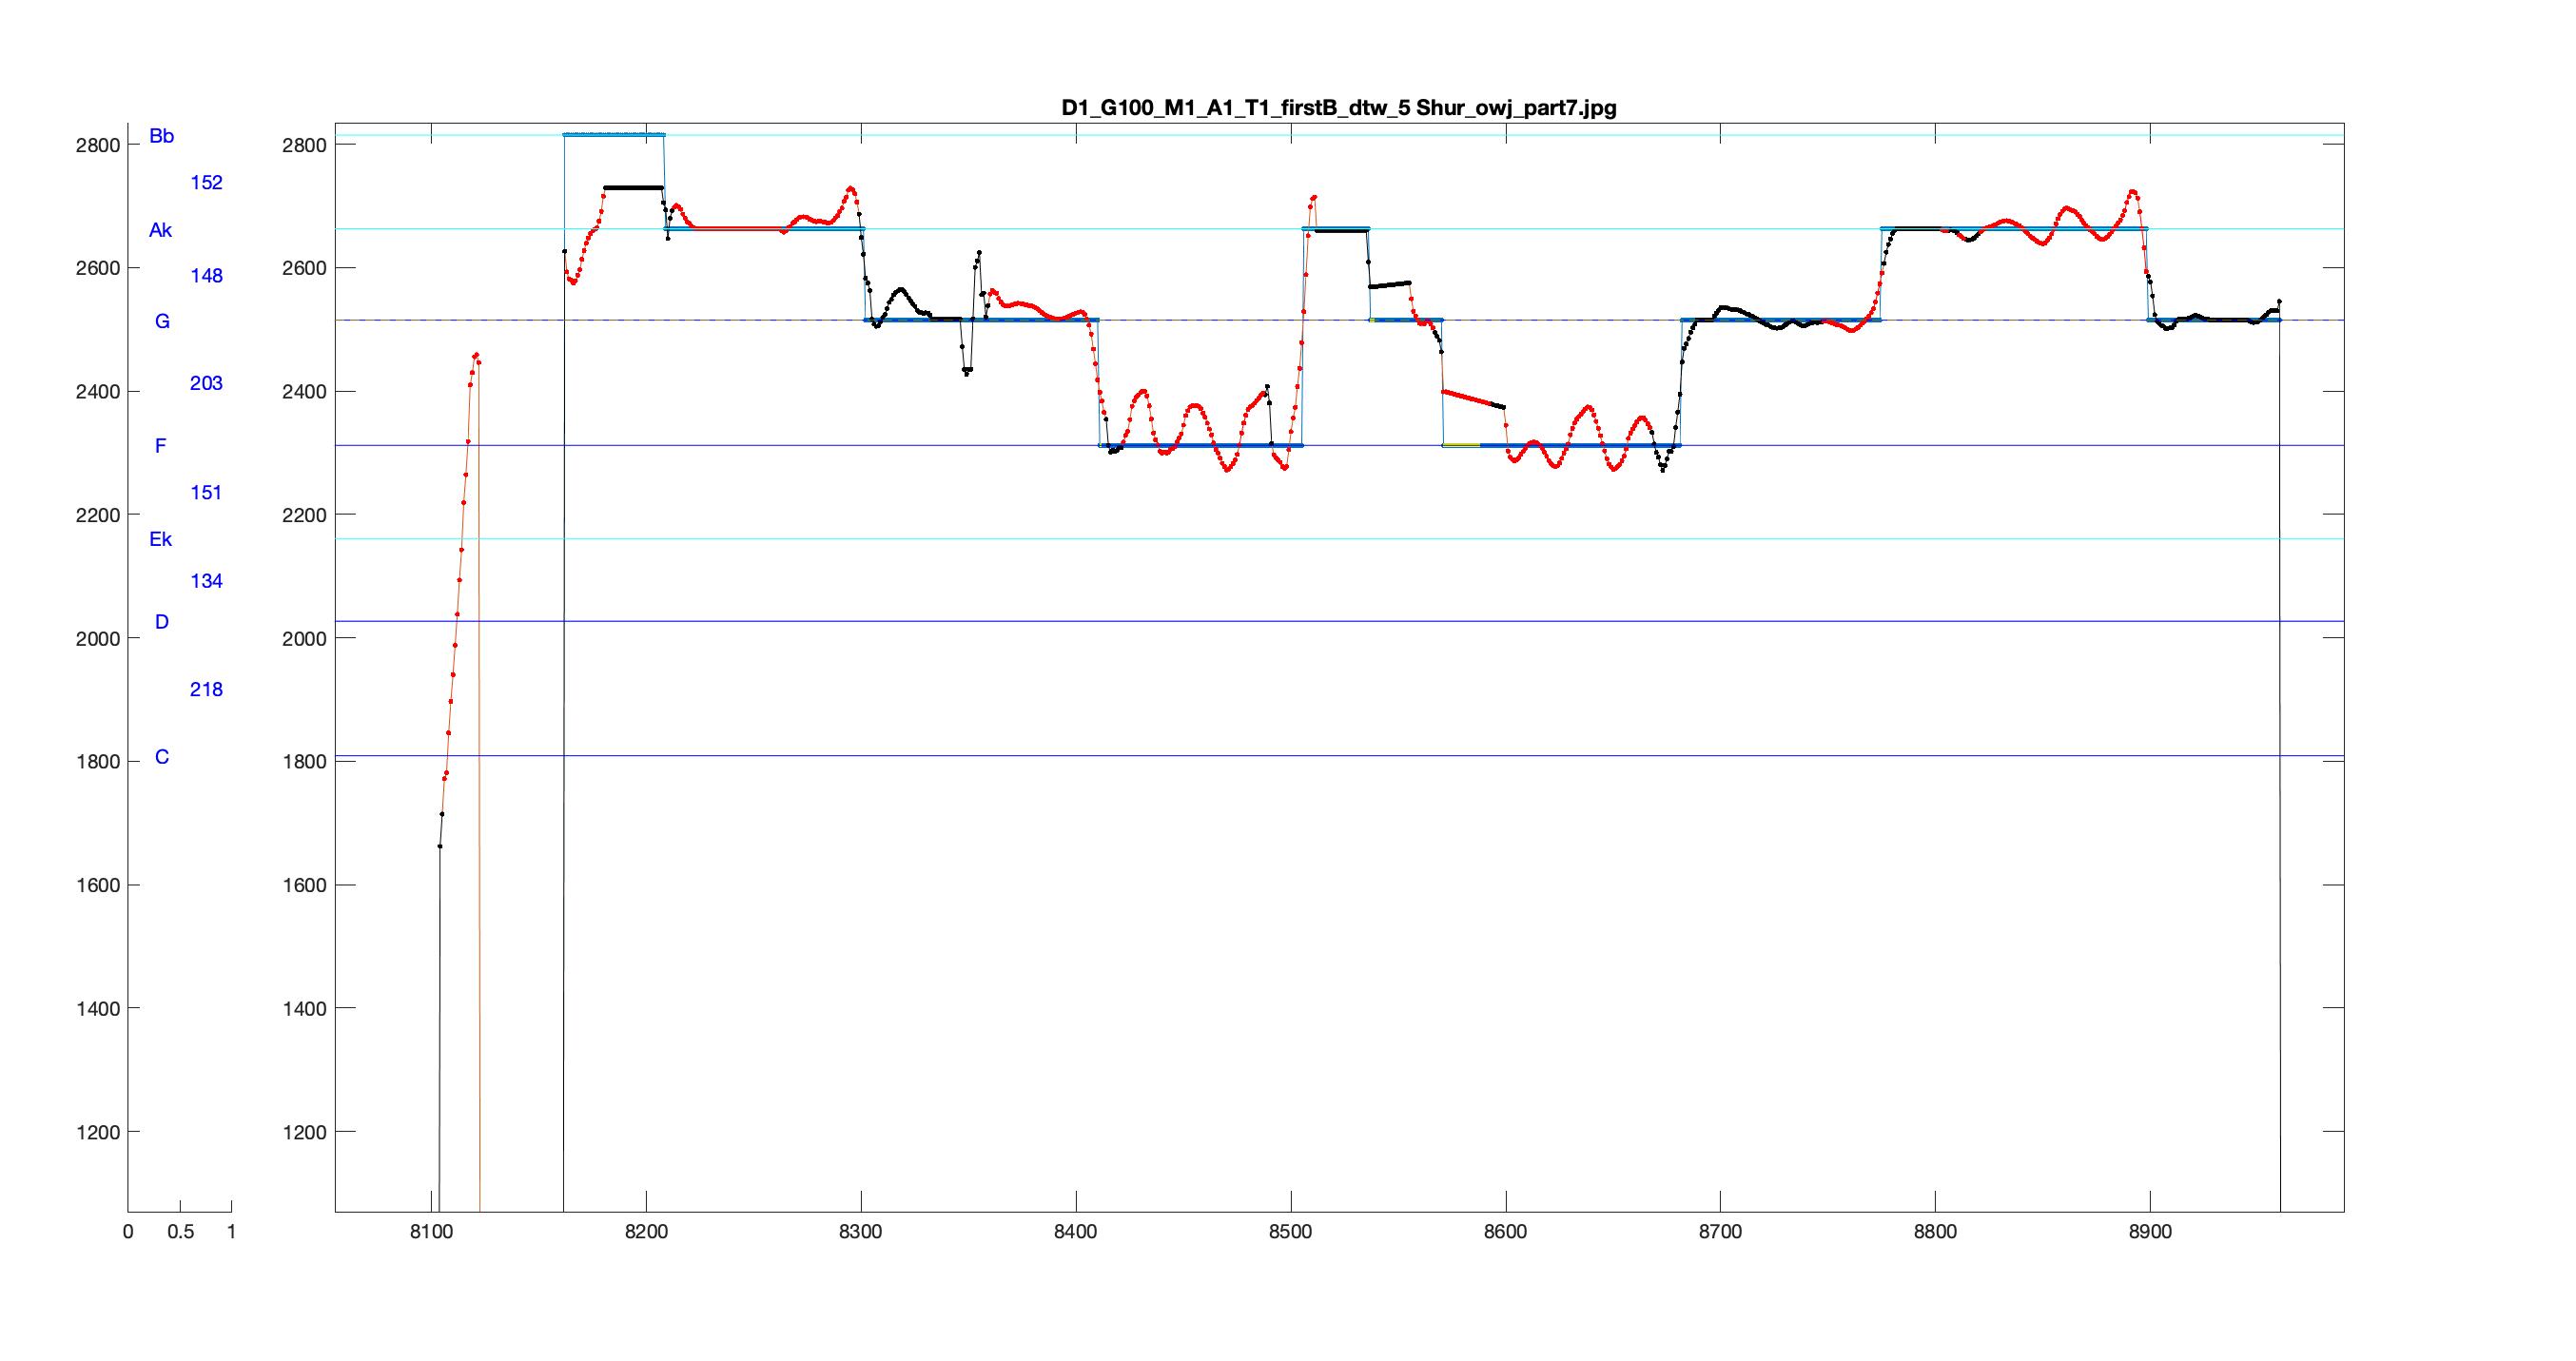 D1_G100_M1_A1_T1_firstB_dtw_5 Shur_owj_part7.jpg
2800 Bb 2800
152
Ak
2600 148 2600
G
203
2400 2400
F
151
2200 2200
Ek
134
D
2000 2000
218
1800 C 1800
1600 1600
1400 1400
1200 1200
0 0.5 1 8100 8200 8300 8400 8500 8600 8700 8800 8900